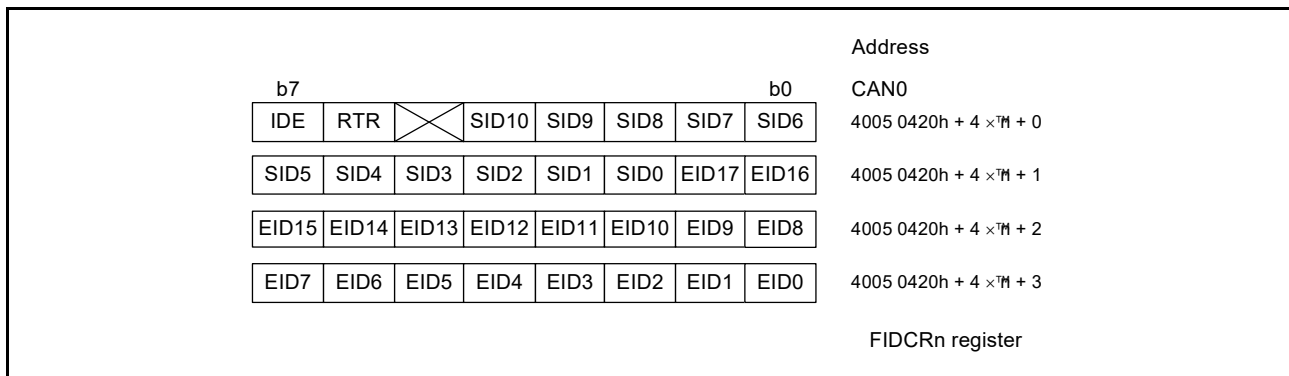 Address
b7 b0 CAN0
IDE RTR SID10 SID9 SID8 SID7 SID6 4005 0420h + 4 × + 0
SID5 SID4 SID3 SID2 SID1 SID0 EID17 EID16 4005 0420h + 4 × + 1
EID15 EID14 EID13 EID12 EID11 EID10 EID9 EID8 4005 0420h + 4 × + 2
EID7 EID6 EID5 EID4 EID3 EID2 EID1 EID0 4005 0420h + 4 × + 3
FIDCRn register